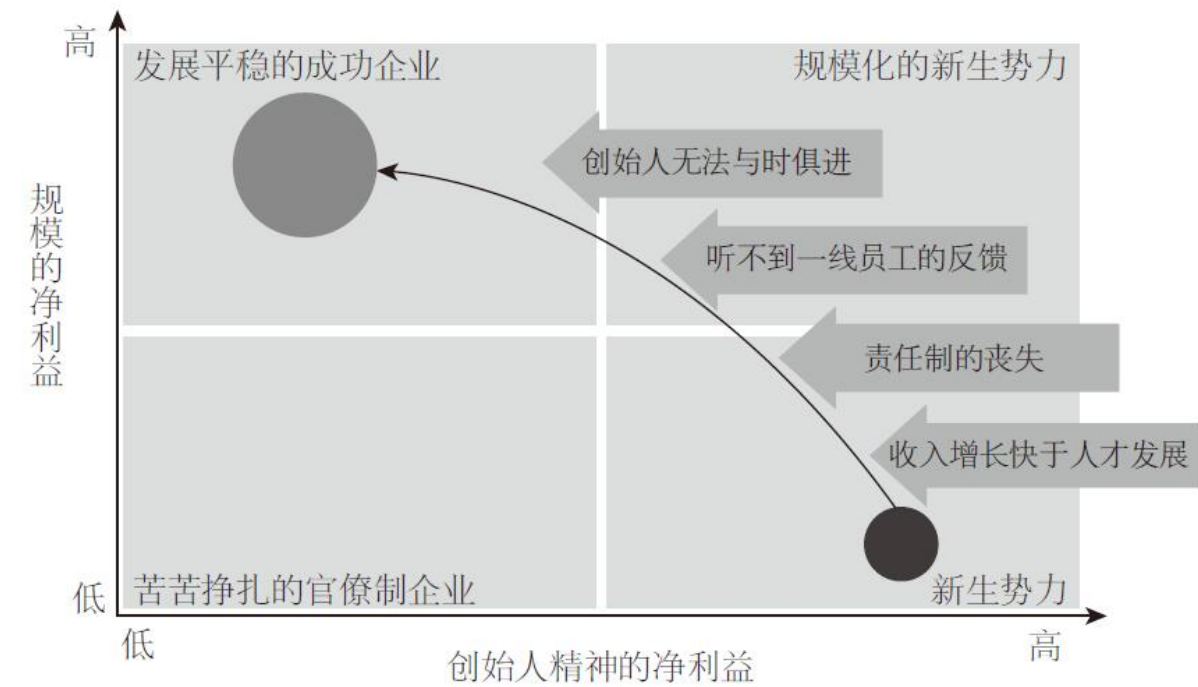 高
发展平稳的成功企业
规模化的新生势力
创始人无法与时俱进
规模的净利益
听不到一线员工的反馈
责任制的丧失
收入增长快于人才发展
低
苦苦挣扎的官僚制企业
新生势力
低
创始人精神的净利益
高